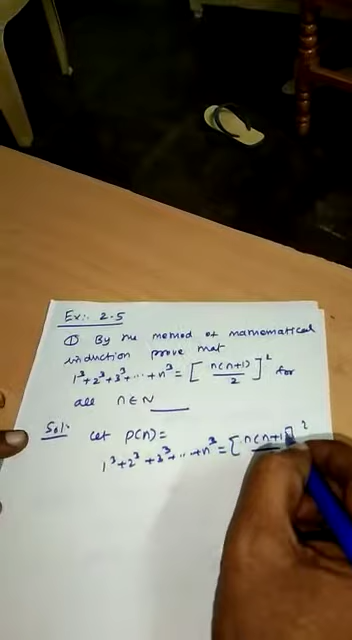 Ex:- 2.5
① By the method of mathematical
induction prove that
1³+2³+3³+...+n³ = [n(n+1)/2]² for
all n∈N
Sol:- Let P(n)=
1³+2³+3³+...+n³ = [n(n+1)]²